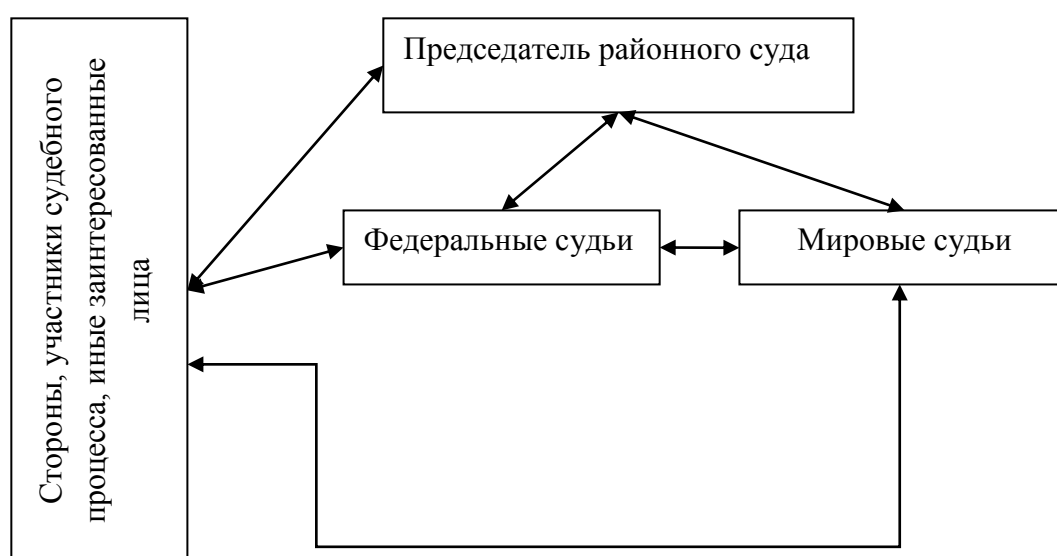 Стороны, участники судебного
процесса, иные заинтересованные
лица
Председатель районного суда
Федеральные судьи
Мировые судьи